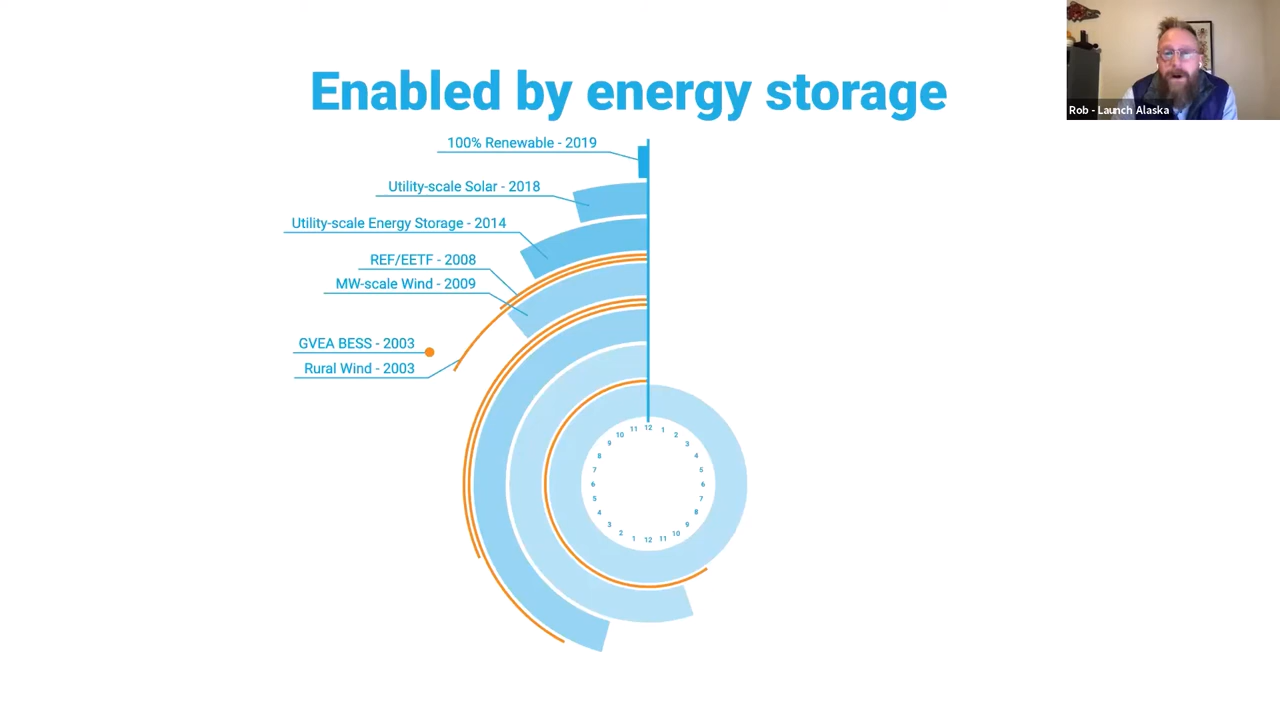 Enabled by energy storage
Rob - Launch Alaska
100% Renewable - 2019
Utility-scale Solar - 2018
Utility-scale Energy Storage - 2014
REF/EETF - 2008
MW-scale Wind - 2009
GVEA BESS - 2003
Rural Wind - 2003
12
1
2
3
4
5
6
7
8
9
10
11
12
1
2
3
4
5
6
7
8
9
10
11